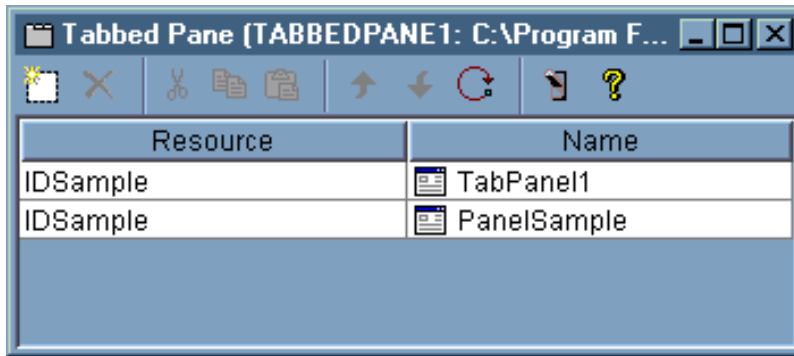 Tabbed Pane (TABBEDPANE1: C:\Program F...
Resource Name
IDSample TabPanel1
IDSample PanelSample